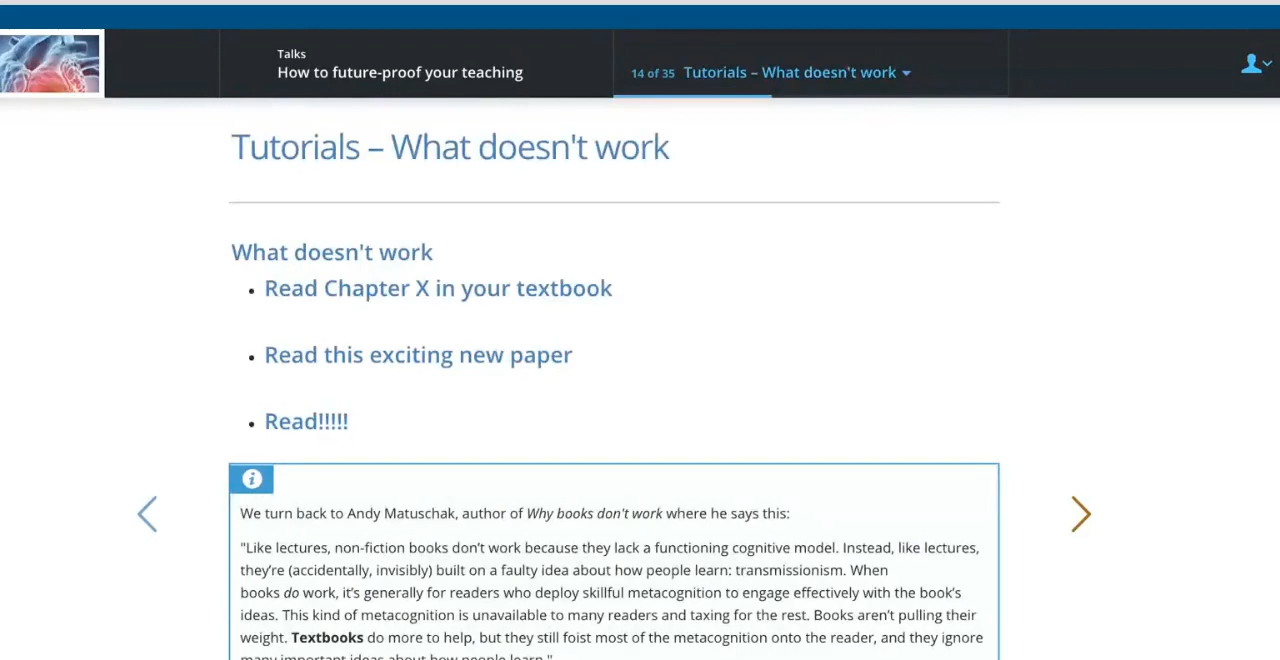 Talks
How to future-proof your teaching
14 of 35 Tutorials – What doesn't work
Tutorials – What doesn't work
What doesn't work
• Read Chapter X in your textbook
• Read this exciting new paper
• Read!!!!!
We turn back to Andy Matuschak, author of Why books don't work where he says this:
"Like lectures, non-fiction books don’t work because they lack a functioning cognitive model. Instead, like lectures,
they’re (accidentally, invisibly) built on a faulty idea about how people learn: transmissionism. When
books do work, it’s generally for readers who deploy skillful metacognition to engage effectively with the book’s
ideas. This kind of metacognition is unavailable to many readers and taxing for the rest. Books aren’t pulling their
weight. Textbooks do more to help, but they still foist most of the metacognition onto the reader, and they ignore
many important ideas about how people learn."